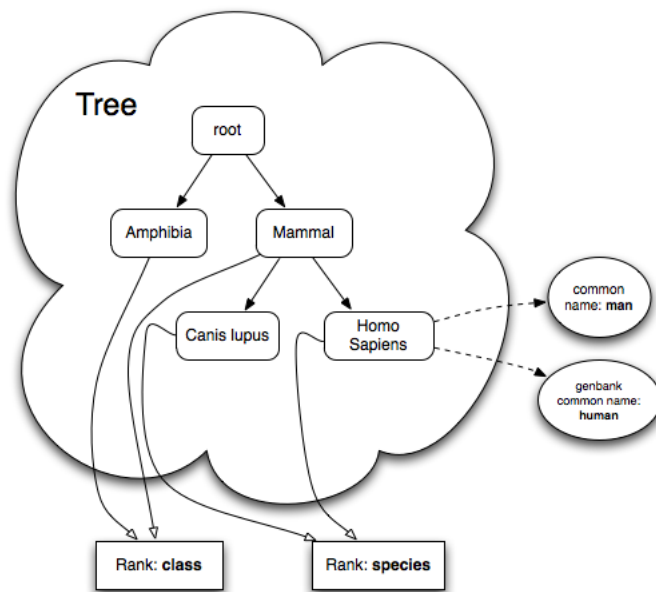 Tree
root
Amphibia
Mammal
Canis lupus
Homo
Sapiens
common
name: man
genbank
common name:
human
Rank: class
Rank: species